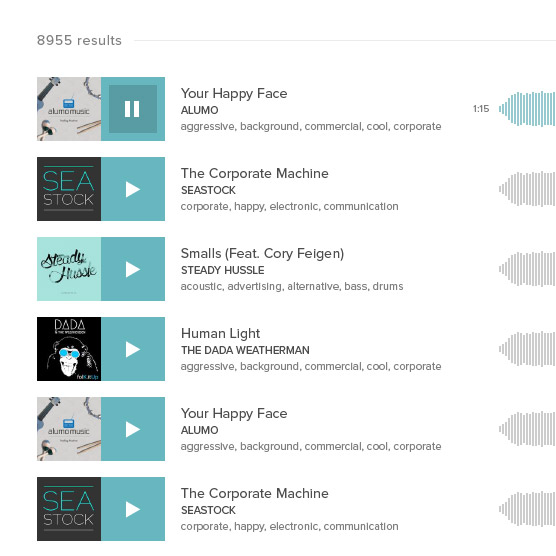 8955 results
alumomusic
Your Happy Face
ALUMO
aggressive, background, commercial, cool, corporate
1:15
SEA
STOCK
The Corporate Machine
SEASTOCK
corporate, happy, electronic, communication
Steady
Hussle
Smalls (Feat. Cory Felgen)
STEADY HUSSLE
acoustic, advertising, alternative, bass, drums
DADA
Human Light
THE DADA WEATHERMAN
aggressive, background, commercial, cool, corporate
alumomusic
Your Happy Face
ALUMO
aggressive, background, commercial, cool, corporate
SEA
STOCK
The Corporate Machine
SEASTOCK
corporate, happy, electronic, communication